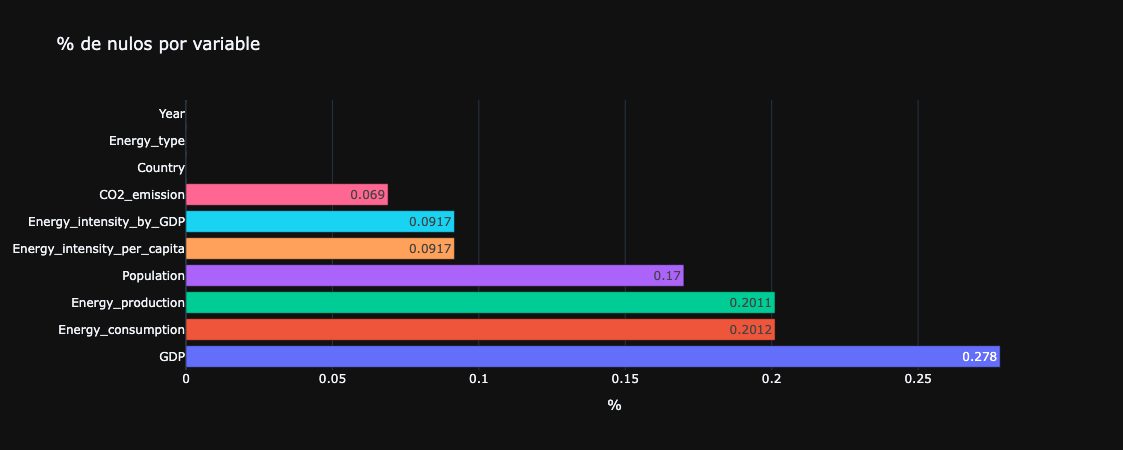 % de nulos por variable
Year
Energy_type
Country
CO2_emission 0.069
Energy_intensity_by_GDP 0.0917
Energy_intensity_per_capita 0.0917
Population 0.17
Energy_production 0.2011
Energy_consumption 0.2012
GDP 0.278
0 0.05 0.1 0.15 0.2 0.25
%